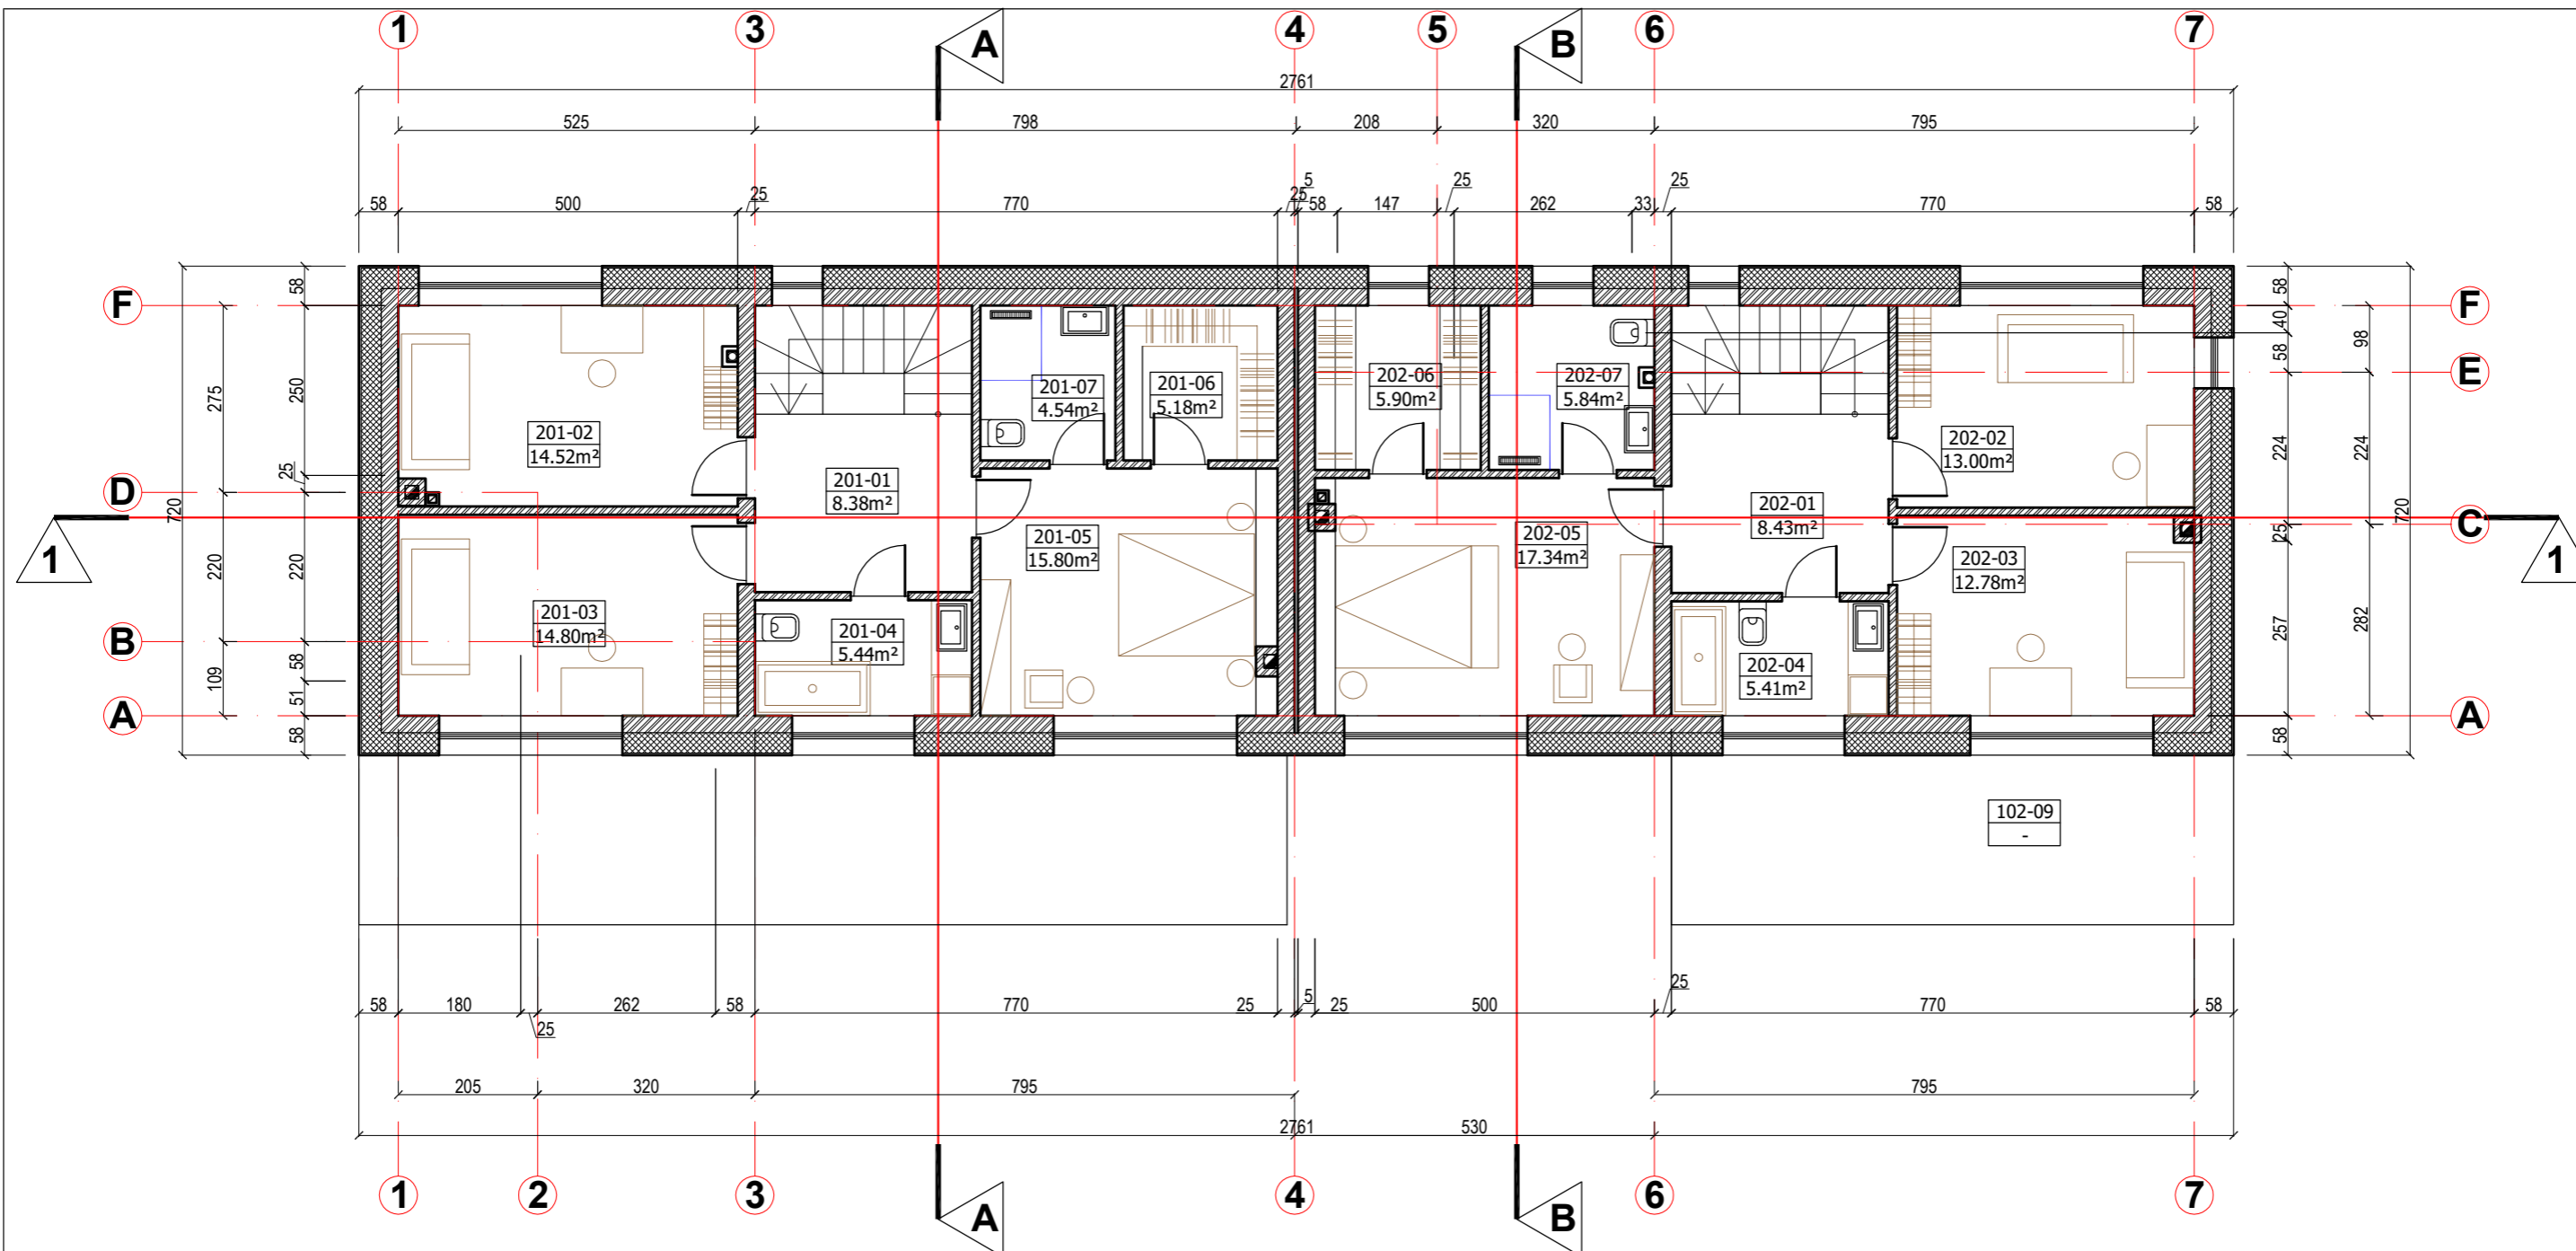 1 3 A 4 5 B 6 7
2761
525 798 208 320 795
58 500 25 770 25 5 58 147 25 262 33 25 770 58
F F
58 58
40 98
275 250
58
E
201-07 4.54m²
201-06 5.18m²
202-06 5.90m²
202-07 5.84m²
201-02 14.52m²
202-02 13.00m²
25
224 224
D
720 720
201-01 8.38m²
202-01 8.43m²
C
25
1 1
201-05 15.80m²
202-05 17.34m²
202-03 12.78m²
220 220
201-03 14.80m²
201-04 5.44m²
257 282
B
202-04 5.41m²
109 58
51
A A
58 58
102-09
-
58 180 25 262 58 770 25 5 25 500 25 770 58
205 320 795 795
2761 530
1 2 3 A 4 B 6 7